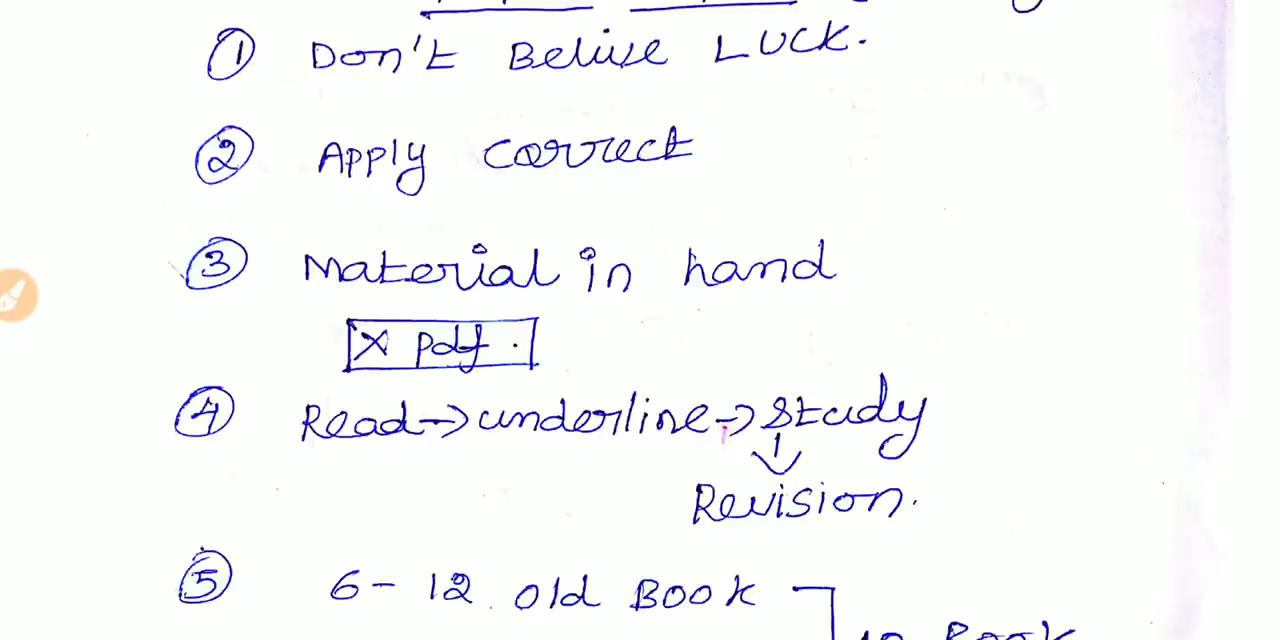 ① Don't Belive LUCK.
② Apply correct
③ Material in hand
X pdf .
④ Read → underline → study
↓
Revision.
⑤ 6 - 12 old BOOK
Book